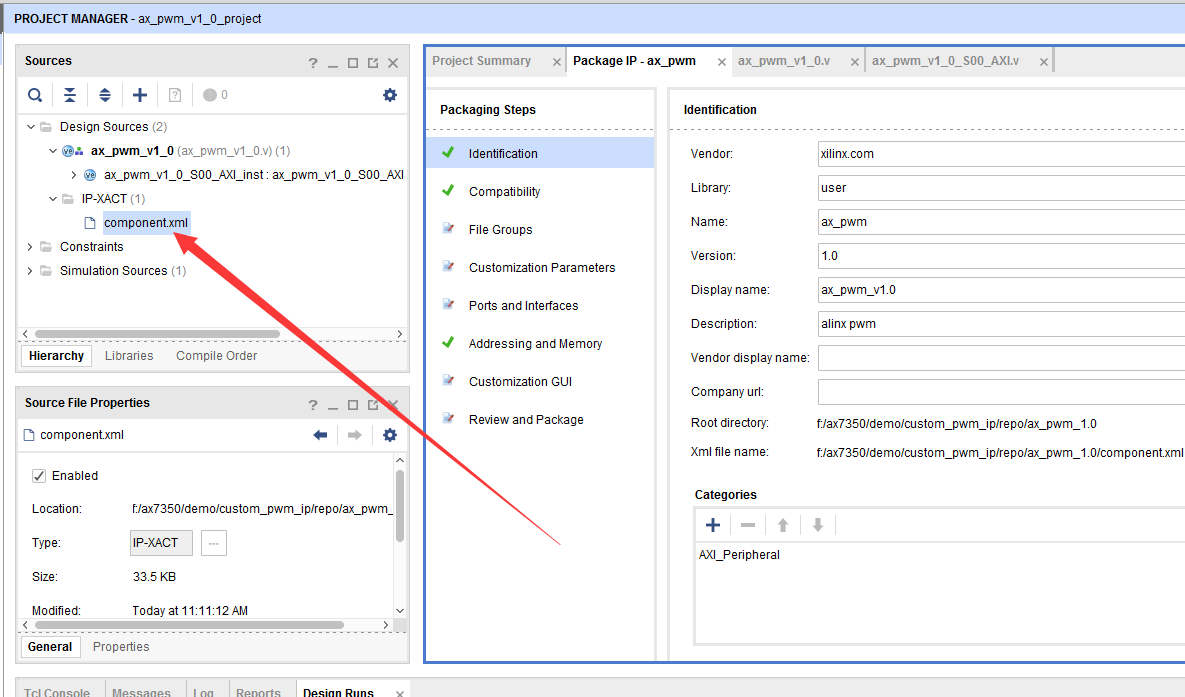 PROJECT MANAGER - ax_pwm_v1_0_project
Sources
? _
0
Design Sources (2)
ax_pwm_v1_0 (ax_pwm_v1_0.v) (1)
ax_pwm_v1_0_S00_AXI_inst : ax_pwm_v1_0_S00_AXI
IP-XACT (1)
component.xml
Constraints
Simulation Sources (1)
Hierarchy Libraries Compile Order
Source File Properties
? _
component.xml
Enabled
Location: f:/ax7350/demo/custom_pwm_ip/repo/ax_pwm_
Type: IP-XACT ...
Size: 33.5 KB
Modified: Today at 11:11:12 AM
General Properties
Project Summary Package IP - ax_pwm ax_pwm_v1_0.v ax_pwm_v1_0_S00_AXI.v
Packaging Steps
Identification
Compatibility
File Groups
Customization Parameters
Ports and Interfaces
Addressing and Memory
Customization GUI
Review and Package
Identification
Vendor: xilinx.com
Library: user
Name: ax_pwm
Version: 1.0
Display name: ax_pwm_v1.0
Description: alinx pwm
Vendor display name:
Company url:
Root directory: f:/ax7350/demo/custom_pwm_ip/repo/ax_pwm_1.0
Xml file name: f:/ax7350/demo/custom_pwm_ip/repo/ax_pwm_1.0/component.xml
Categories
AXI_Peripheral
Tcl Console Messages Log Reports Design Runs